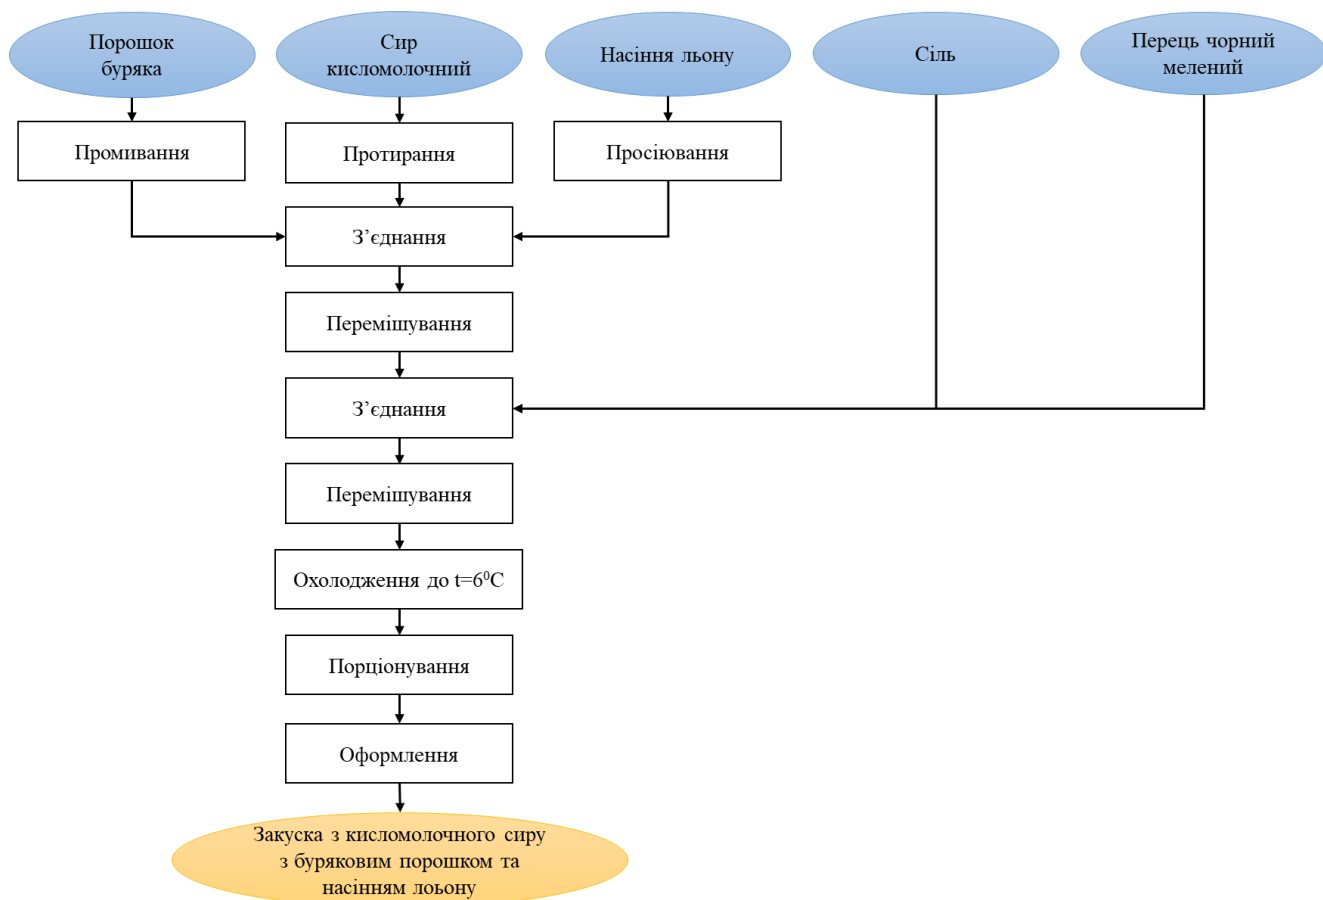 Порошок
буряка
Сир
кисломолочний
Насіння льону
Сіль
Перець чорний
мелений
Промивання
Протирання
Просіювання
З’єднання
Перемішування
З’єднання
Перемішування
Охолодження до t=6⁰С
Порціонування
Оформлення
Закуска з кисломолочного сиру
з буряковим порошком та
насінням лоьону